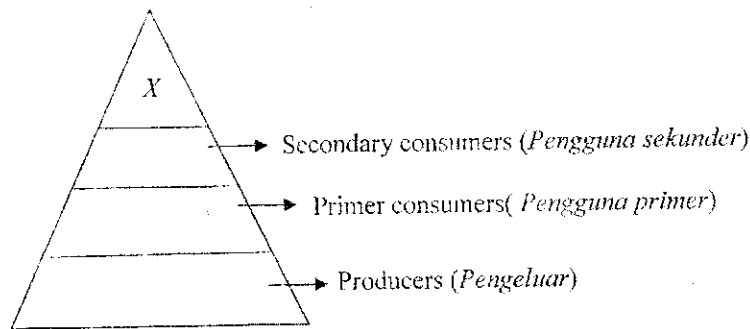 X
Secondary consumers (Pengguna sekunder)
Primer consumers( Pengguna primer)
Producers (Pengeluar)